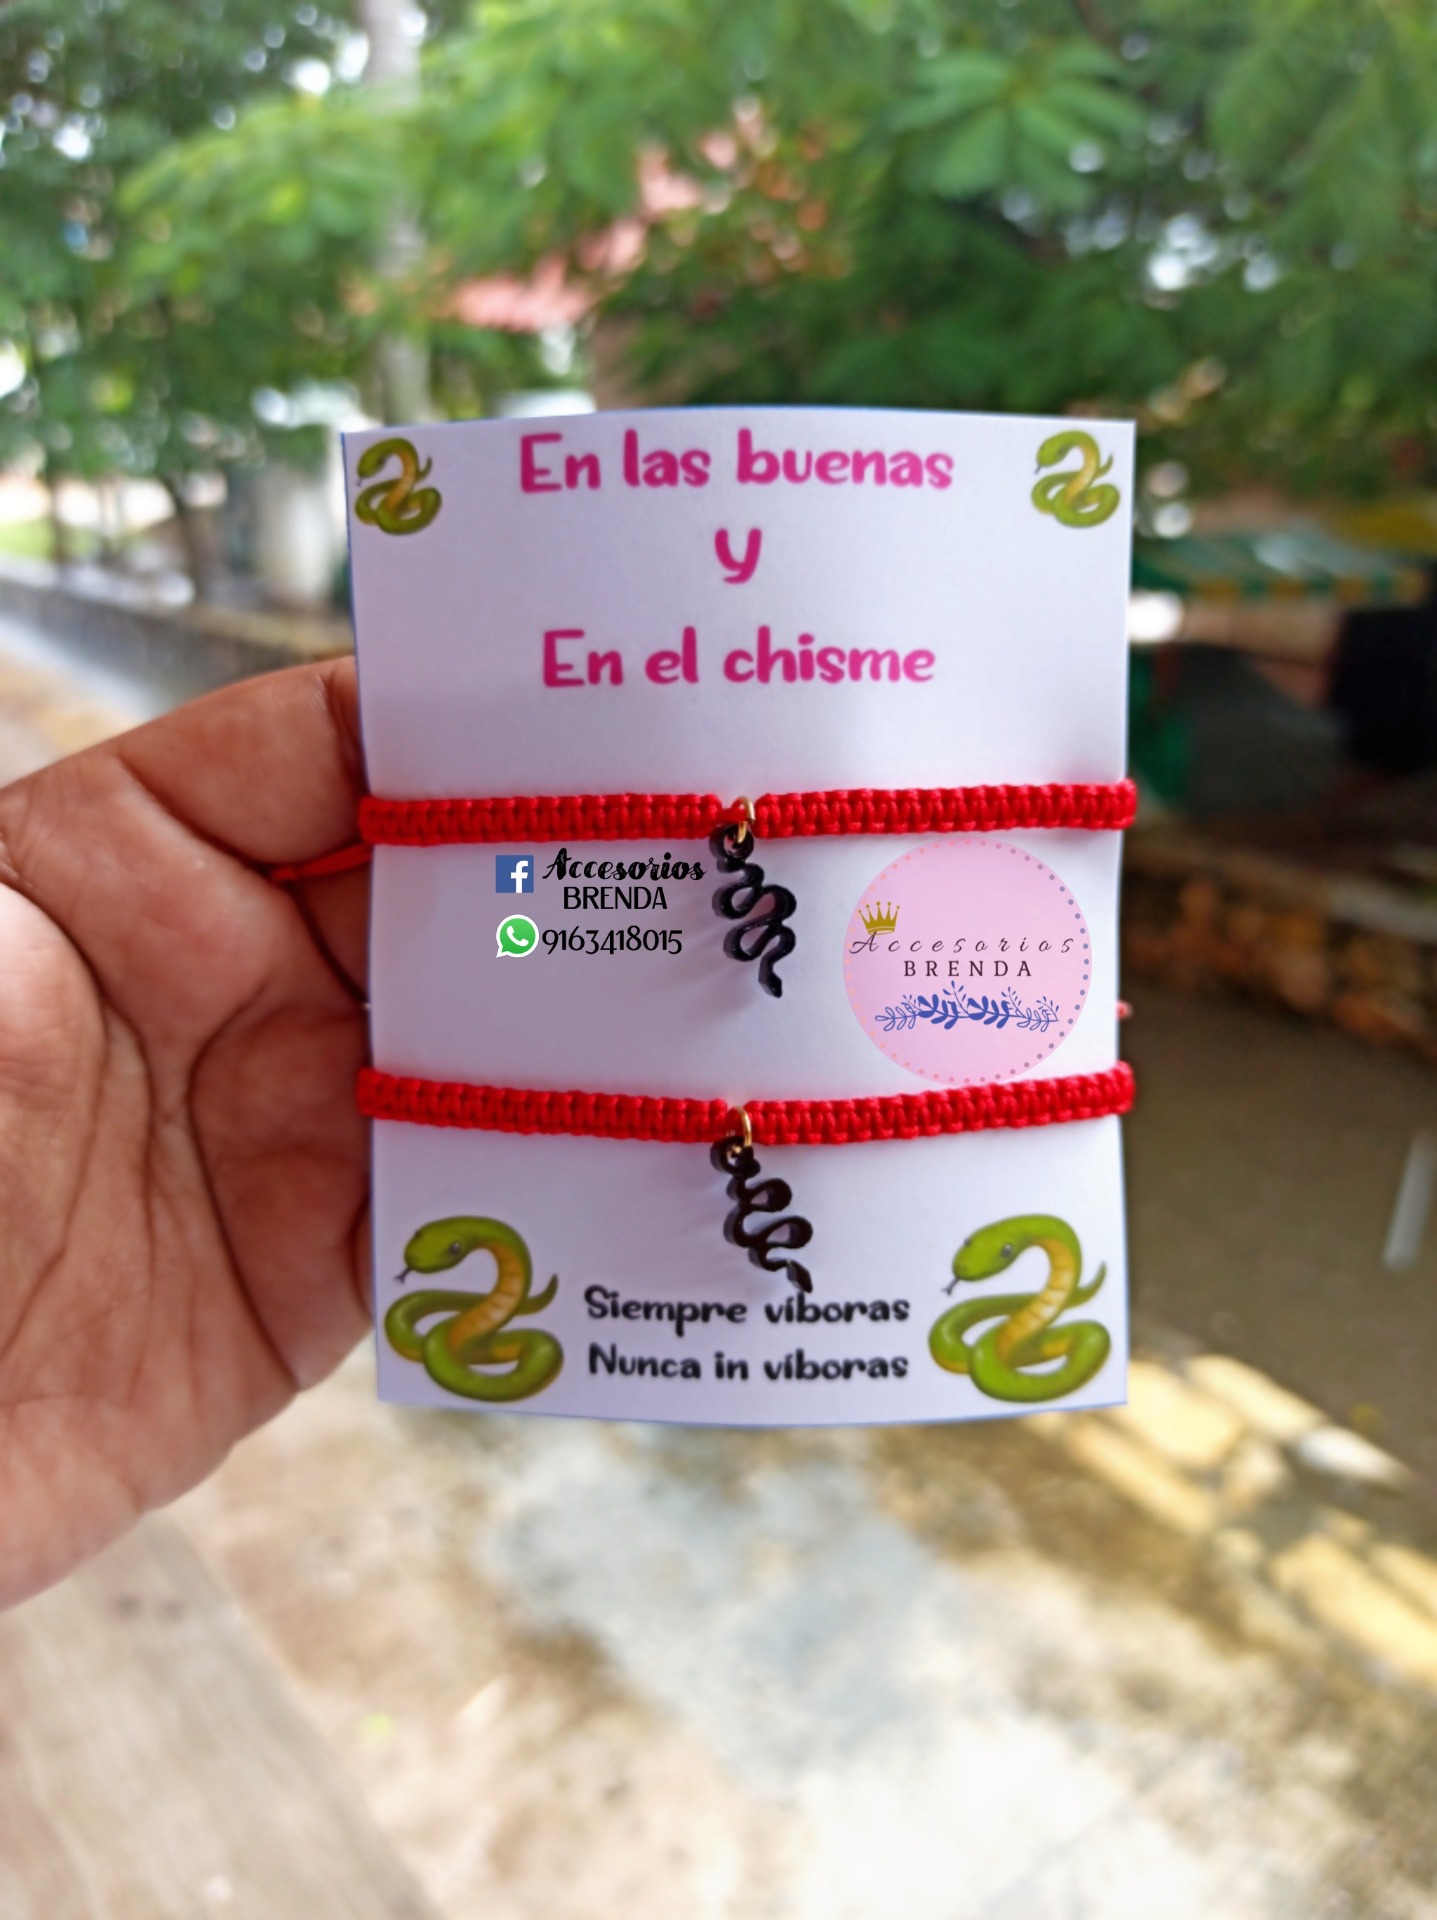 En las buenas
y
En el chisme
Accesorios
BRENDA
9163418015
Accesorios
BRENDA
Siempre víboras
Nunca in víboras